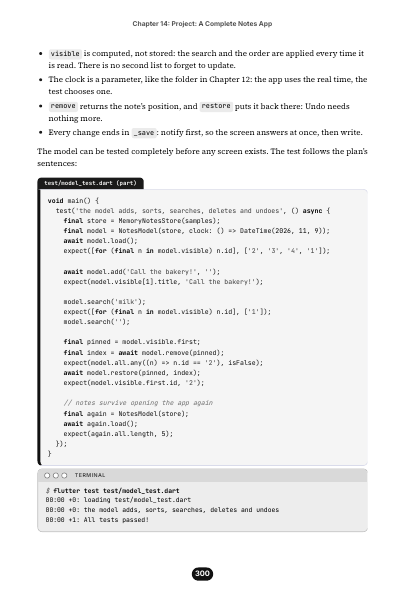 Chapter 14: Project: A Complete Notes App
• visible is computed, not stored: the search and the order are applied every time it
is read. There is no second list to forget to update.
• The clock is a parameter, like the folder in Chapter 12: the app uses the real time, the
test chooses one.
• remove returns the note's position, and restore puts it back there: Undo needs
nothing more.
• Every change ends in _save: notify first, so the screen answers at once, then write.
The model can be tested completely before any screen exists. The test follows the plan's
sentences:
test/model_test.dart (part)
void main() {
  test('the model adds, sorts, searches, deletes and undoes', () async {
    final store = MemoryNotesStore(samples);
    final model = NotesModel(store, clock: () => DateTime(2026, 11, 9));
    await model.load();
    expect([for (final n in model.visible) n.id], ['2', '3', '4', '1']);
    await model.add('Call the bakery!', '');
    expect(model.visible[0].title, 'Call the bakery!');
    model.search('milk');
    expect([for (final n in model.visible) n.id], ['1']);
    model.search('');
    final pinned = model.visible.first;
    final index = await model.remove(pinned);
    expect(model.all.any((n) => n.id == '2'), isFalse);
    await model.restore(pinned, index);
    expect(model.visible.first.id, '2');
    // notes survive opening the app again
    final again = NotesModel(store);
    await again.load();
    expect(again.all.length, 5);
  });
}
TERMINAL
$ flutter test test/model_test.dart
00:00 +0: loading test/model_test.dart
00:00 +0: the model adds, sorts, searches, deletes and undoes
00:00 +1: All tests passed!
300